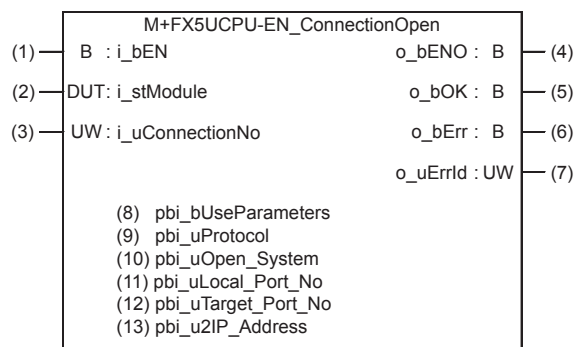 M+FX5UCPU-EN_ConnectionOpen
(1) B : i_bEN o_bENO : B (4)
(2) DUT: i_stModule o_bOK : B (5)
(3) UW : i_uConnectionNo o_bErr : B (6)
o_uErrId : UW (7)
(8) pbi_bUseParameters
(9) pbi_uProtocol
(10) pbi_uOpen_System
(11) pbi_uLocal_Port_No
(12) pbi_uTarget_Port_No
(13) pbi_u2IP_Address